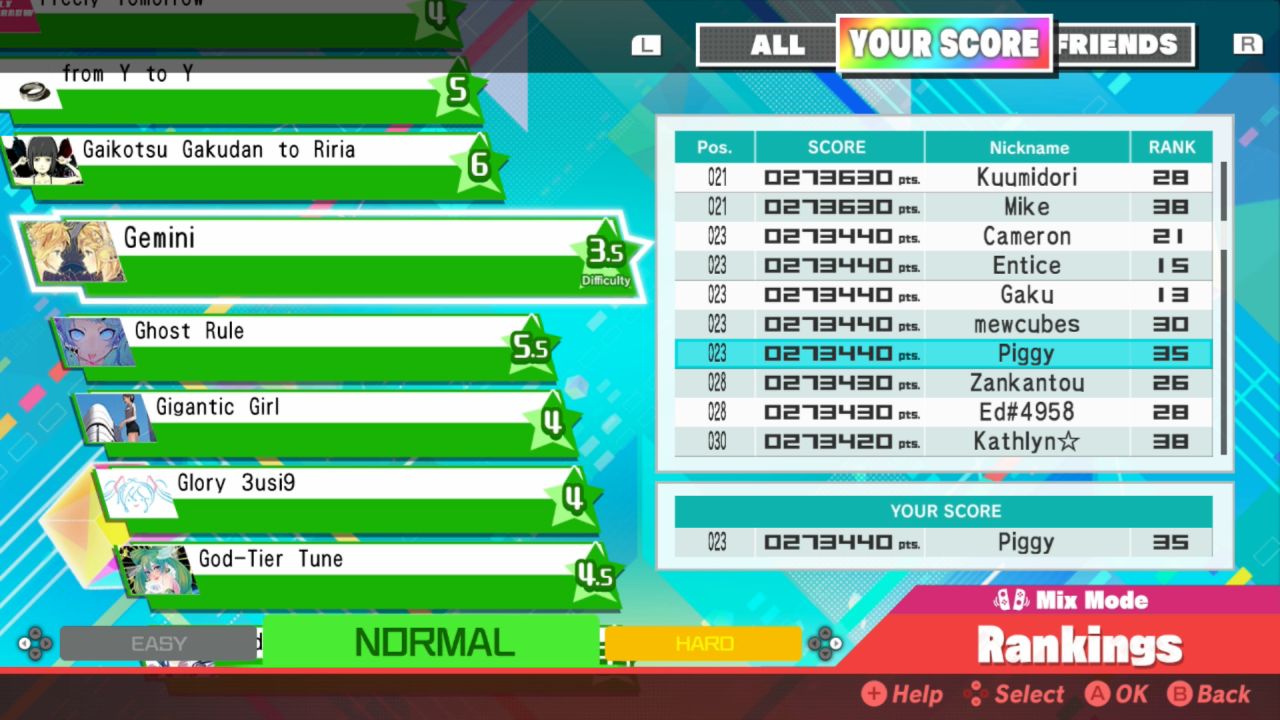 Freely Tomorrow
4
from Y to Y
5
Gaikotsu Gakudan to Riria
6
Gemini
3.5
Difficulty
Ghost Rule
5.5
Gigantic Girl
4
Glory 3usi9
4
God-Tier Tune
4.5
EASY
NORMAL
HARD
L
ALL
YOUR SCORE
FRIENDS
R
Pos. SCORE Nickname RANK
021 0273630 pts. Kuumidori 28
021 0273630 pts. Mike 38
023 0273440 pts. Cameron 21
023 0273440 pts. Entice 15
023 0273440 pts. Gaku 13
023 0273440 pts. mewcubes 30
023 0273440 pts. Piggy 35
028 0273430 pts. Zankantou 26
028 0273430 pts. Ed#4958 28
030 0273420 pts. Kathlyn☆ 38
YOUR SCORE
023 0273440 pts. Piggy 35
Mix Mode
Rankings
+ Help Select A OK B Back